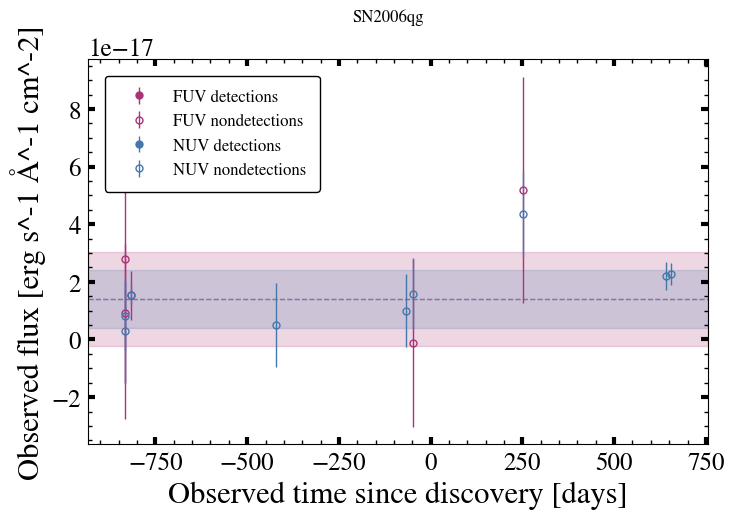 SN2006qg
1e−17
FUV detections
FUV nondetections
NUV detections
NUV nondetections
8
6
4
2
0
−2
Observed flux [erg s^-1 Å^-1 cm^-2]
−750
−500
−250
0
250
500
750
Observed time since discovery [days]